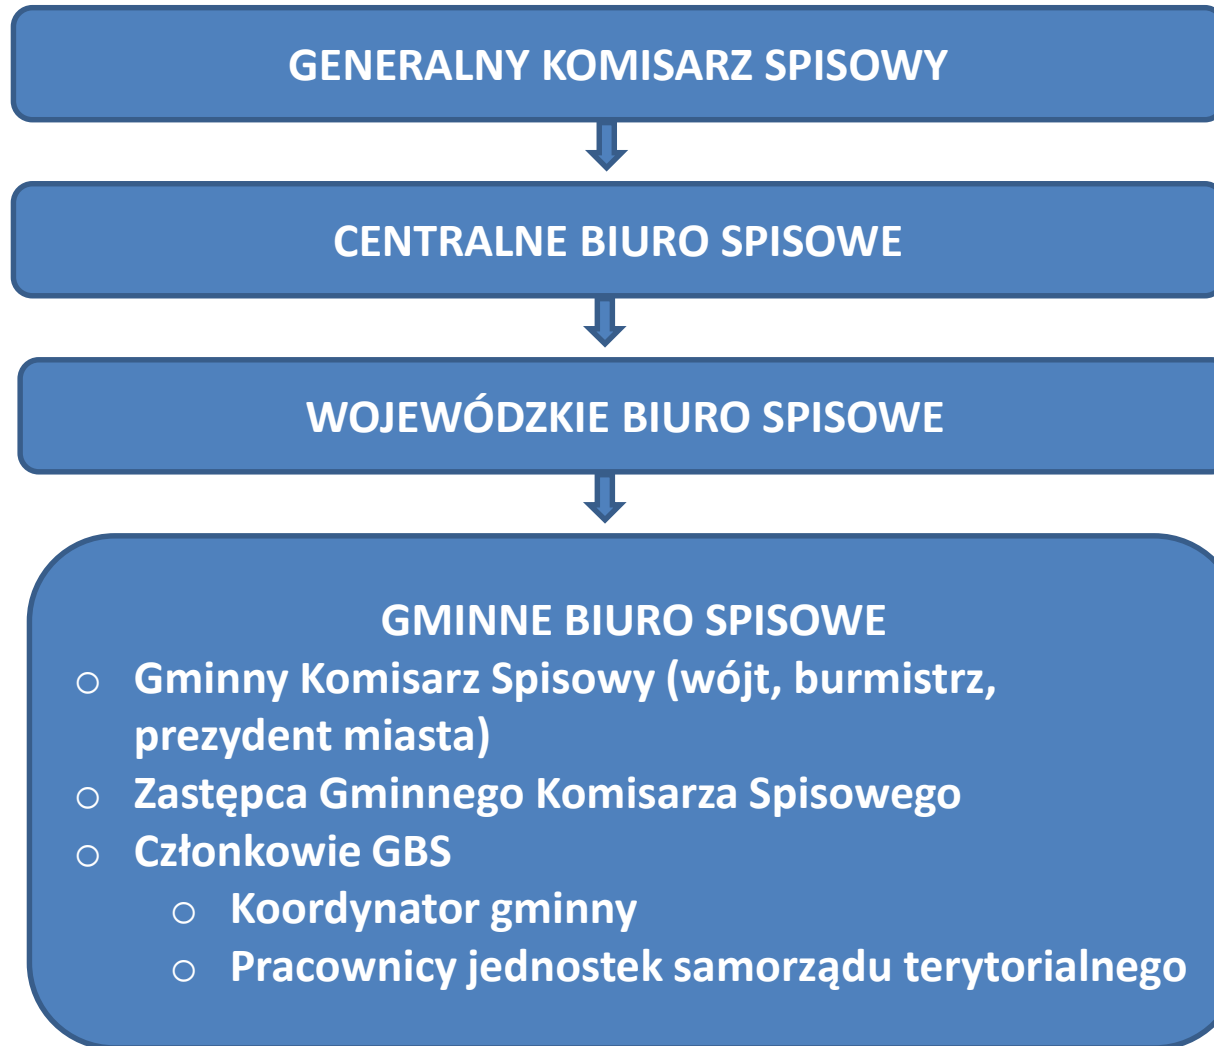 GENERALNY KOMISARZ SPISOWY
CENTRALNE BIURO SPISOWE
WOJEWÓDZKIE BIURO SPISOWE
GMINNE BIURO SPISOWE
o Gminny Komisarz Spisowy (wójt, burmistrz,
prezydent miasta)
o Zastępca Gminnego Komisarza Spisowego
o Członkowie GBS
o Koordynator gminny
o Pracownicy jednostek samorządu terytorialnego